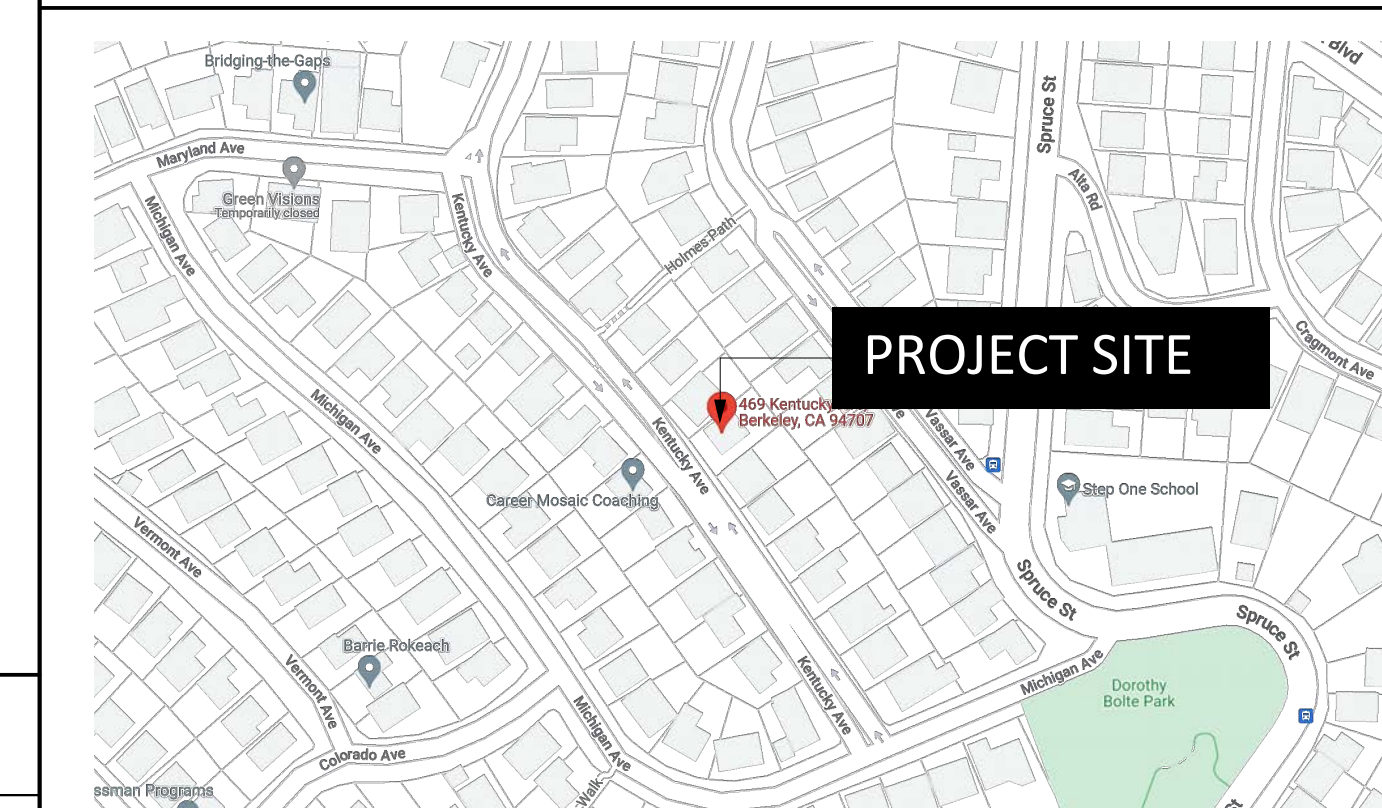 Bridging-the-Gaps
Blvd
Maryland Ave
Spruce St
Green Visions
Temporarily closed
Alta Rd
Michigan Ave
Kentucky Ave
Holmes Path
PROJECT SITE
Cragmont Ave
469 Kentucky
Berkeley, CA 94707
Michigan Ave
Kentucky Ave
Vassar Ave
Vassar Ave
Career Mosaic Coaching
Step One School
Vermont Ave
Spruce St
Spruce St
Barrie Rokeach
Vermont Ave
Kentucky Ave
Michigan Ave
Dorothy
Bolte Park
Michigan Ave
Colorado Ave
Walk
ssman Programs